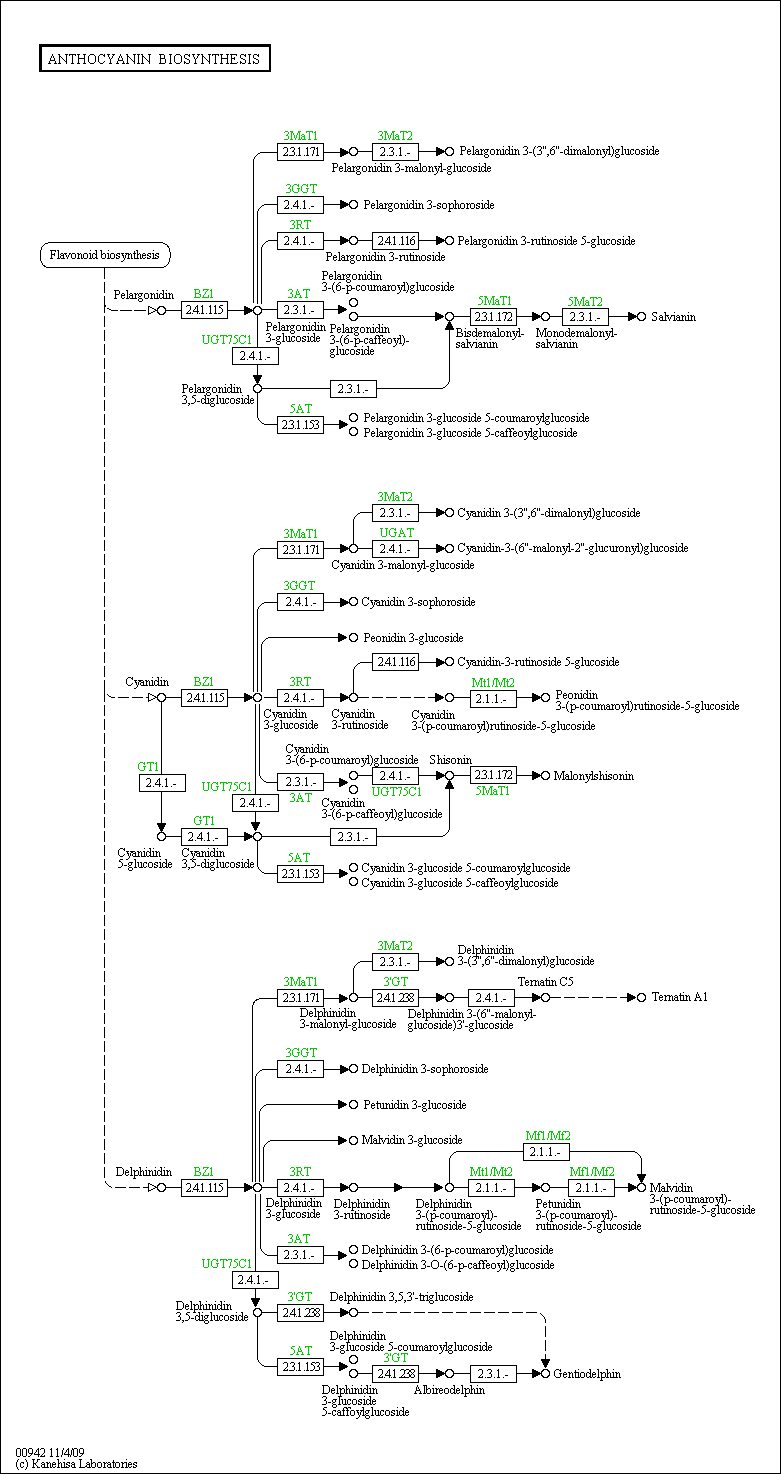 ANTHOCYANIN BIOSYNTHESIS
3MaT1
3MaT2
2.3.1.171
2.3.1.-
Pelargonidin 3-(3",6"-dimalonyl)glucoside
Pelargonidin 3-malonyl-glucoside
3GGT
2.4.1.-
Pelargonidin 3-sophoroside
3RT
2.4.1.-
2.4.1.116
Pelargonidin 3-rutinoside 5-glucoside
Pelargonidin 3-rutinoside
Flavonoid biosynthesis
Pelargonidin
3-(6-p-coumaroyl)glucoside
Pelargonidin
BZ1
2.4.1.115
3AT
2.3.1.-
5MaT1
2.3.1.172
5MaT2
2.3.1.-
Salvianin
Pelargonidin
3-glucoside
Pelargonidin
3-(6-p-caffeoyl)-
glucoside
Bisdemalonyl-
salvianin
Monodemalonyl-
salvianin
UGT75C1
2.4.1.-
Pelargonidin
3,5-diglucoside
2.3.1.-
5AT
2.3.1.153
Pelargonidin 3-glucoside 5-coumaroylglucoside
Pelargonidin 3-glucoside 5-caffeoylglucoside
3MaT2
2.3.1.-
Cyanidin 3-(3",6"-dimalonyl)glucoside
3MaT1
2.3.1.171
UGAT
2.4.1.-
Cyanidin-3-(6"-malonyl-2"-glucuronyl)glucoside
Cyanidin 3-malonyl-glucoside
3GGT
2.4.1.-
Cyanidin 3-sophoroside
Peonidin 3-glucoside
2.4.1.116
Cyanidin-3-rutinoside 5-glucoside
Cyanidin
BZ1
2.4.1.115
3RT
2.4.1.-
Mt1/Mt2
2.1.1.-
Peonidin
3-(p-coumaroyl)rutinoside-5-glucoside
Cyanidin
3-glucoside
Cyanidin
3-rutinoside
Cyanidin
3-(p-coumaroyl)rutinoside-5-glucoside
Cyanidin
3-(6-p-coumaroyl)glucoside
Shisonin
GT1
2.4.1.-
UGT75C1
2.4.1.-
2.3.1.-
3AT
2.4.1.-
UGT75C1
2.3.1.172
5MaT1
Malonylshisonin
Cyanidin
3-(6-p-caffeoyl)glucoside
GT1
2.4.1.-
2.3.1.-
Cyanidin
5-glucoside
Cyanidin
3,5-diglucoside
5AT
2.3.1.153
Cyanidin 3-glucoside 5-coumaroylglucoside
Cyanidin 3-glucoside 5-caffeoylglucoside
3MaT2
2.3.1.-
Delphinidin
3-(3",6"-dimalonyl)glucoside
3MaT1
2.3.1.171
3'GT
2.4.1.238
2.4.1.-
Ternatin C5
Ternatin A1
Delphinidin
3-malonyl-glucoside
Delphinidin 3-(6"-malonyl-
glucoside)3'-glucoside
3GGT
2.4.1.-
Delphinidin 3-sophoroside
Petunidin 3-glucoside
Malvidin 3-glucoside
Mf1/Mf2
2.1.1.-
Delphinidin
BZ1
2.4.1.115
3RT
2.4.1.-
Mt1/Mt2
2.1.1.-
Mf1/Mf2
2.1.1.-
Malvidin
3-(p-coumaroyl)-
rutinoside-5-glucoside
Delphinidin
3-glucoside
Delphinidin
3-rutinoside
Delphinidin
3-(p-coumaroyl)-
rutinoside-5-glucoside
Petunidin
3-(p-coumaroyl)-
rutinoside-5-glucoside
3AT
2.3.1.-
Delphinidin 3-(6-p-coumaroyl)glucoside
Delphinidin 3-O-(6-p-caffeoyl)glucoside
UGT75C1
2.4.1.-
Delphinidin
3,5-diglucoside
3'GT
2.4.1.238
Delphinidin 3,5,3'-triglucoside
Delphinidin
3-glucoside 5-coumaroylglucoside
5AT
2.3.1.153
3'GT
2.4.1.238
2.3.1.-
Gentiodelphin
Delphinidin
3-glucoside
5-caffoylglucoside
Albireodelphin
00942 11/4/09
(c) Kanehisa Laboratories